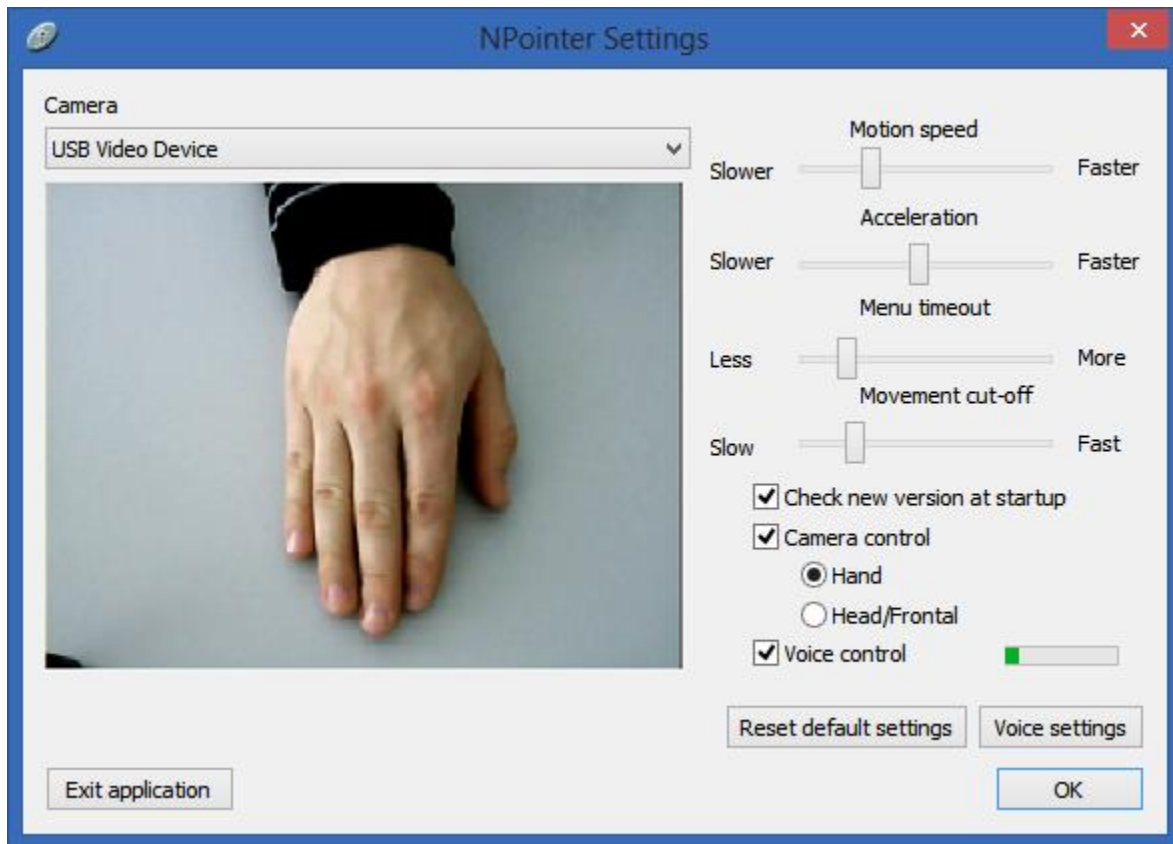 NPointer Settings
Camera
USB Video Device
Motion speed
Slower Faster
Acceleration
Slower Faster
Menu timeout
Less More
Movement cut-off
Slow Fast
Check new version at startup
Camera control
Hand
Head/Frontal
Voice control
Reset default settings Voice settings
Exit application OK